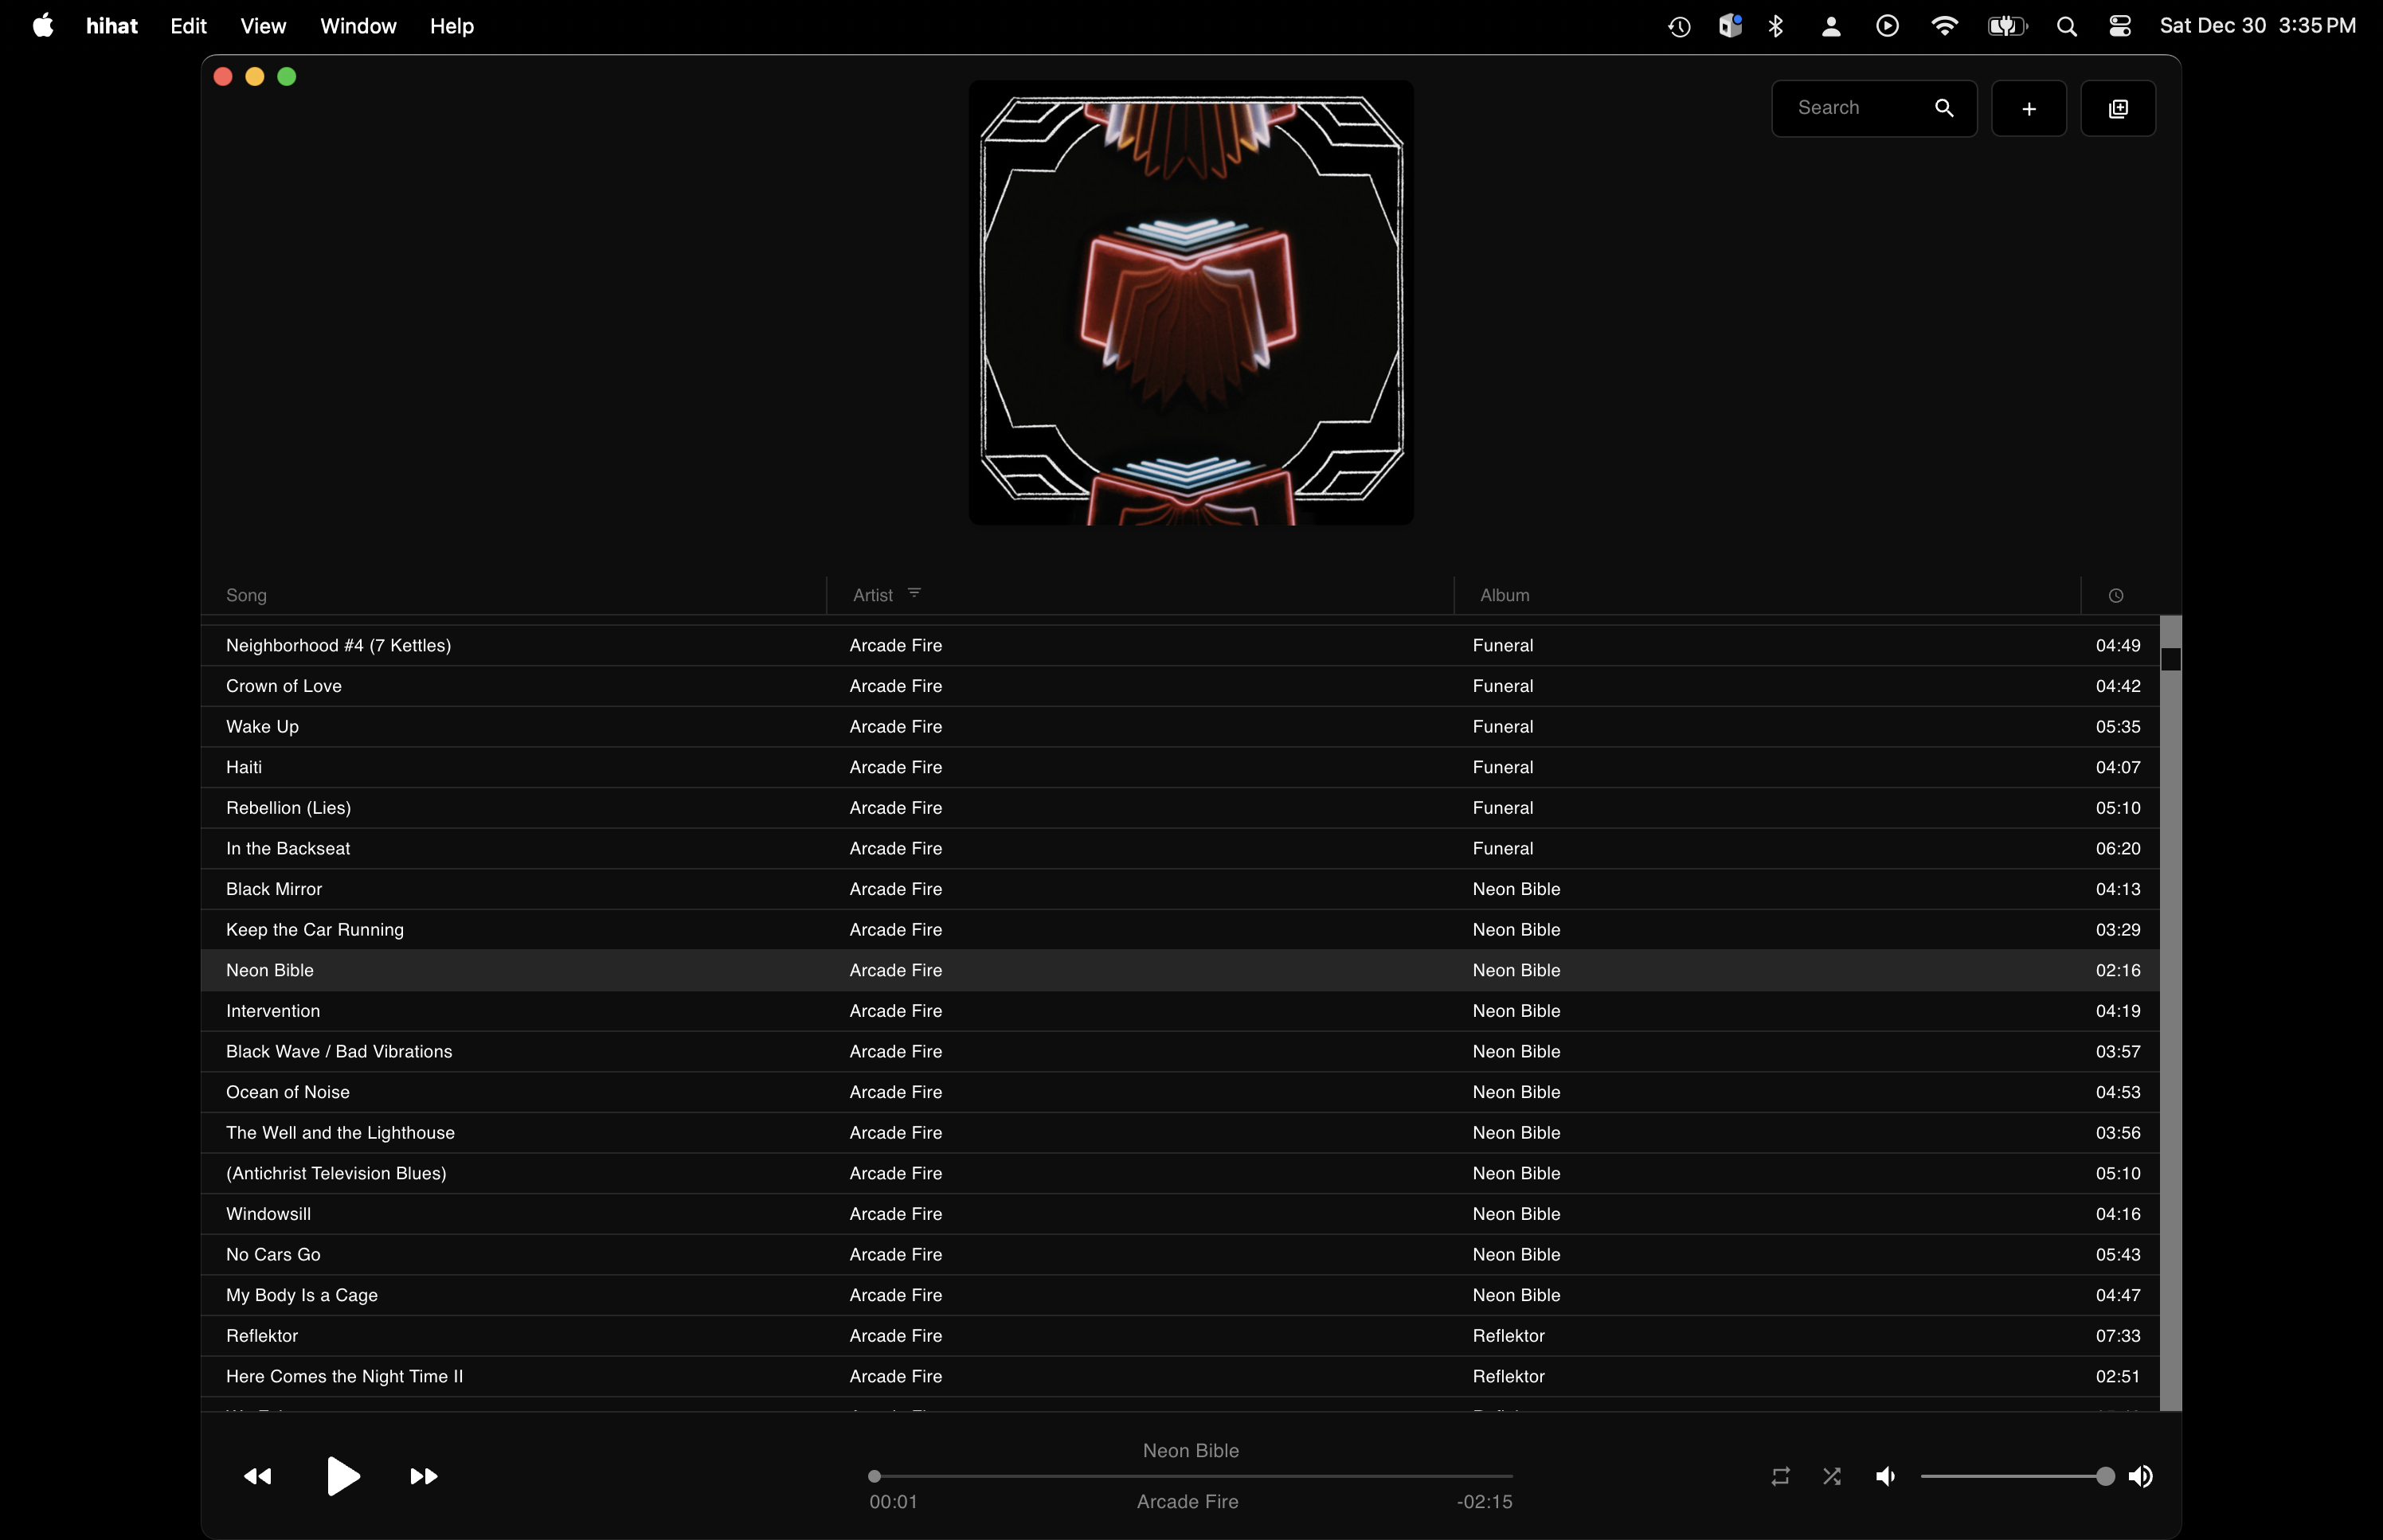 hihat Edit View Window Help Sat Dec 30 3:35 PM
Search
Song Artist Album
Neighborhood #4 (7 Kettles) Arcade Fire Funeral 04:49
Crown of Love Arcade Fire Funeral 04:42
Wake Up Arcade Fire Funeral 05:35
Haiti Arcade Fire Funeral 04:07
Rebellion (Lies) Arcade Fire Funeral 05:10
In the Backseat Arcade Fire Funeral 06:20
Black Mirror Arcade Fire Neon Bible 04:13
Keep the Car Running Arcade Fire Neon Bible 03:29
Neon Bible Arcade Fire Neon Bible 02:16
Intervention Arcade Fire Neon Bible 04:19
Black Wave / Bad Vibrations Arcade Fire Neon Bible 03:57
Ocean of Noise Arcade Fire Neon Bible 04:53
The Well and the Lighthouse Arcade Fire Neon Bible 03:56
(Antichrist Television Blues) Arcade Fire Neon Bible 05:10
Windowsill Arcade Fire Neon Bible 04:16
No Cars Go Arcade Fire Neon Bible 05:43
My Body Is a Cage Arcade Fire Neon Bible 04:47
Reflektor Arcade Fire Reflektor 07:33
Here Comes the Night Time II Arcade Fire Reflektor 02:51
Neon Bible
00:01 Arcade Fire -02:15